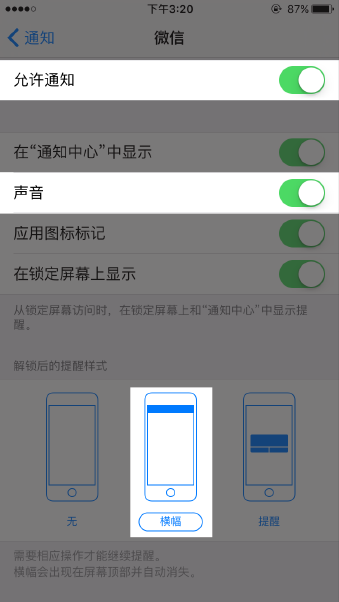 下午3:20 87%
通知 微信
允许通知
在“通知中心”中显示
声音
应用图标标记
在锁定屏幕上显示
从锁定屏幕访问时，在锁定屏幕上和“通知中心”中显示提
醒。
解锁后的提醒样式
无 横幅 提醒
需要相应操作才能继续提醒。
横幅会出现在屏幕顶部并自动消失。